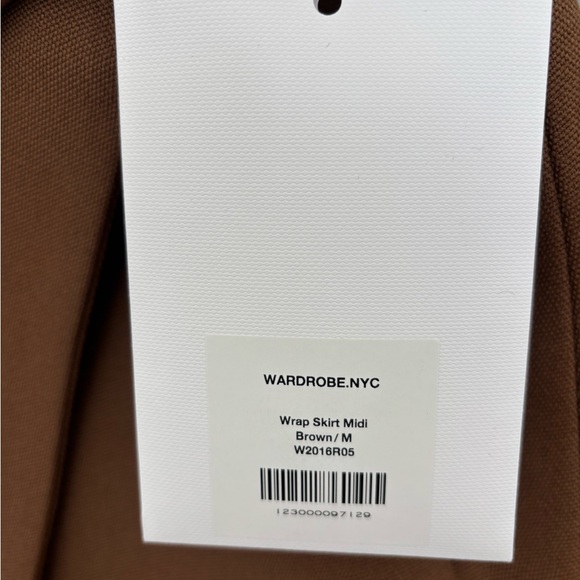 WARDROBE.NYC
Wrap Skirt Midi
Brown / M
W2016R05
123000097129